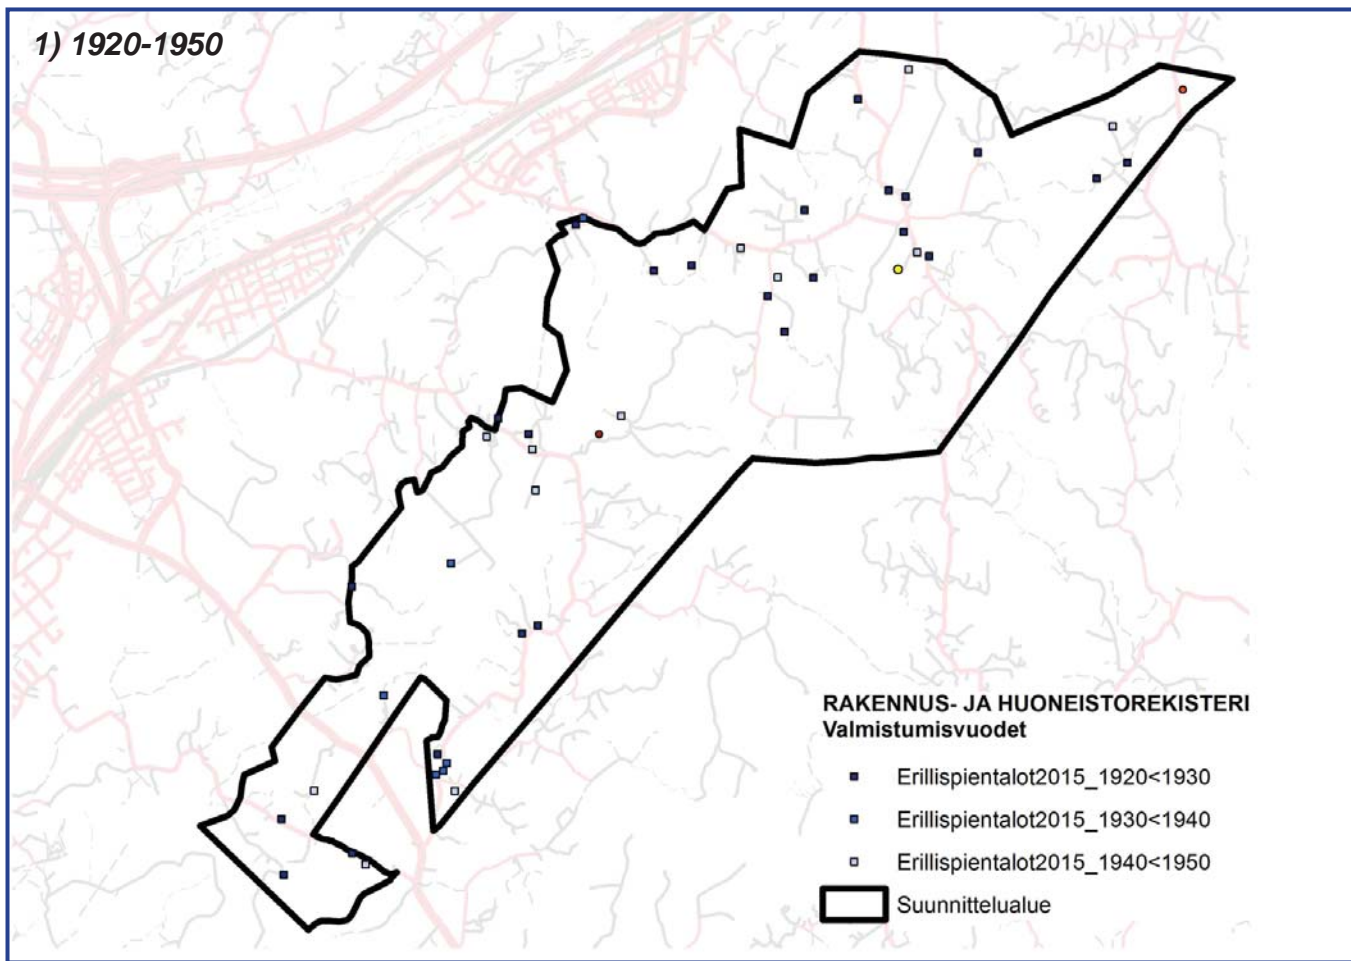 1) 1920-1950
RAKENNUS- JA HUONEISTOREKISTERI
Valmistumisvuodet
Erillispientalot2015_1920<1930
Erillispientalot2015_1930<1940
Erillispientalot2015_1940<1950
Suunnittelualue